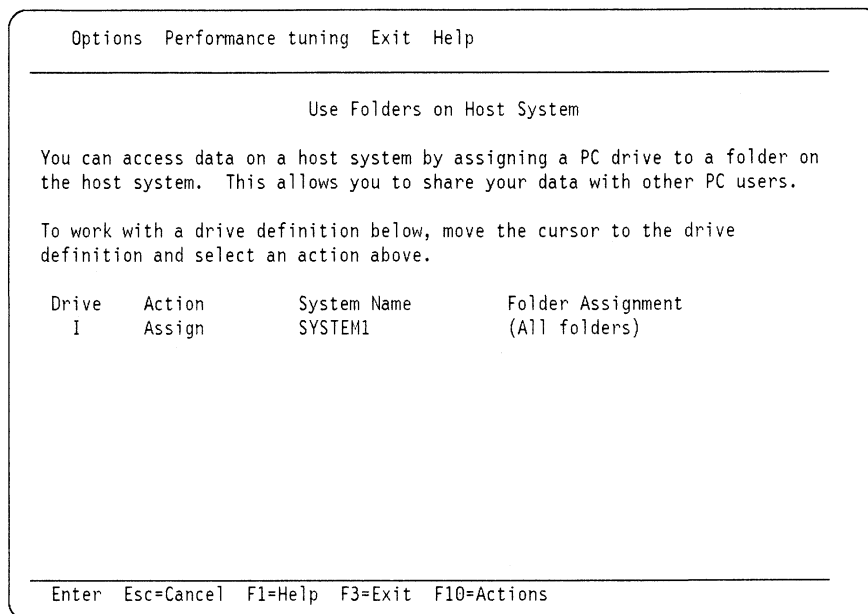 Options  Performance tuning  Exit  Help
Use Folders on Host System
You can access data on a host system by assigning a PC drive to a folder on
the host system.  This allows you to share your data with other PC users.
To work with a drive definition below, move the cursor to the drive
definition and select an action above.
Drive  Action  System Name  Folder Assignment
I  Assign  SYSTEM1  (All folders)
Enter  Esc=Cancel  F1=Help  F3=Exit  F10=Actions